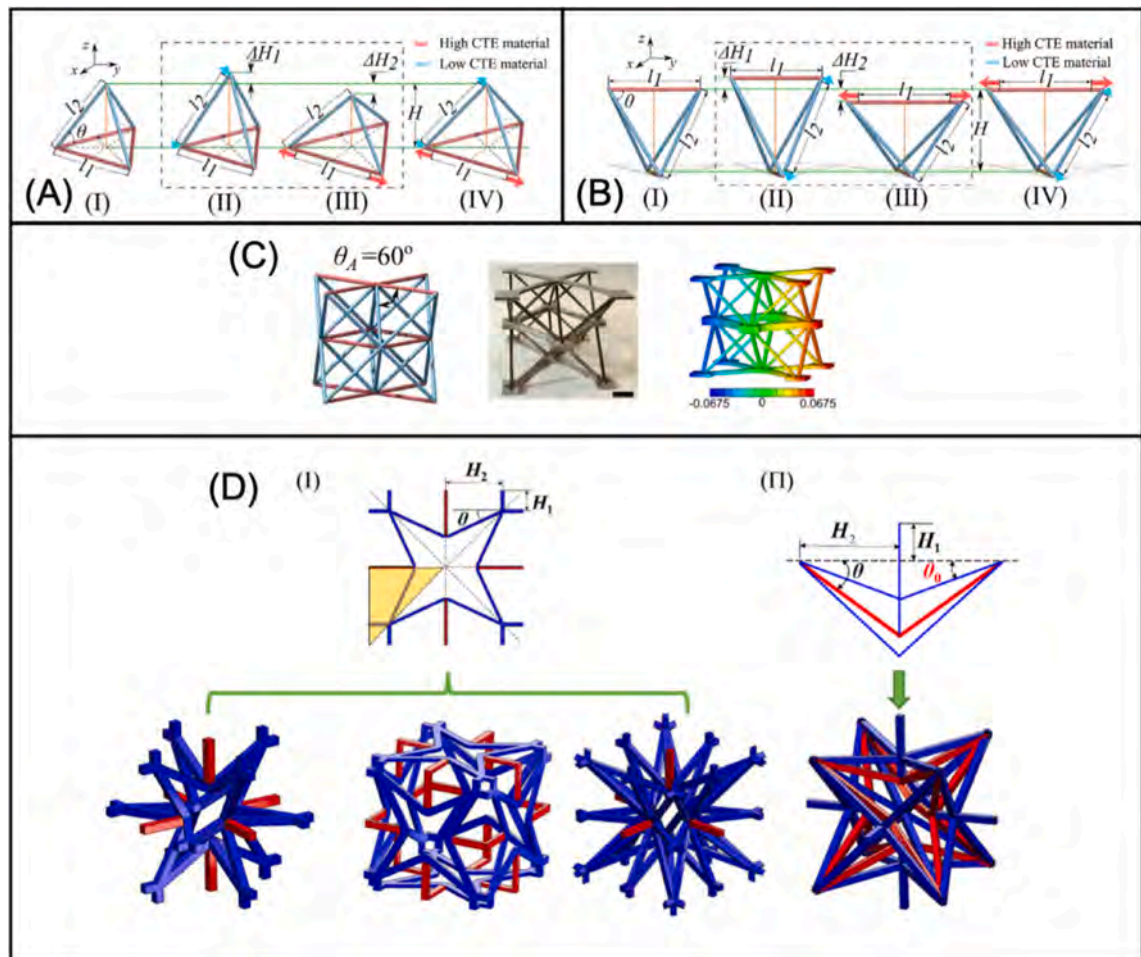 z
x
y
ΔH1
ΔH2
High CTE material
Low CTE material
l2
θ
l1
l2
l1
l2
l1
H
l2
l1
(A)
(I)
(II)
(III)
(IV)
z
x
y
ΔH1
ΔH2
High CTE material
Low CTE material
l1
θ
l2
l1
l2
l1
l2
H
l1
l2
(B)
(I)
(II)
(III)
(IV)
(C)
θA=60°
-0.0675
0
0.0675
(D)
(I)
H2
H1
θ
(II)
H2
H1
θ
θ0